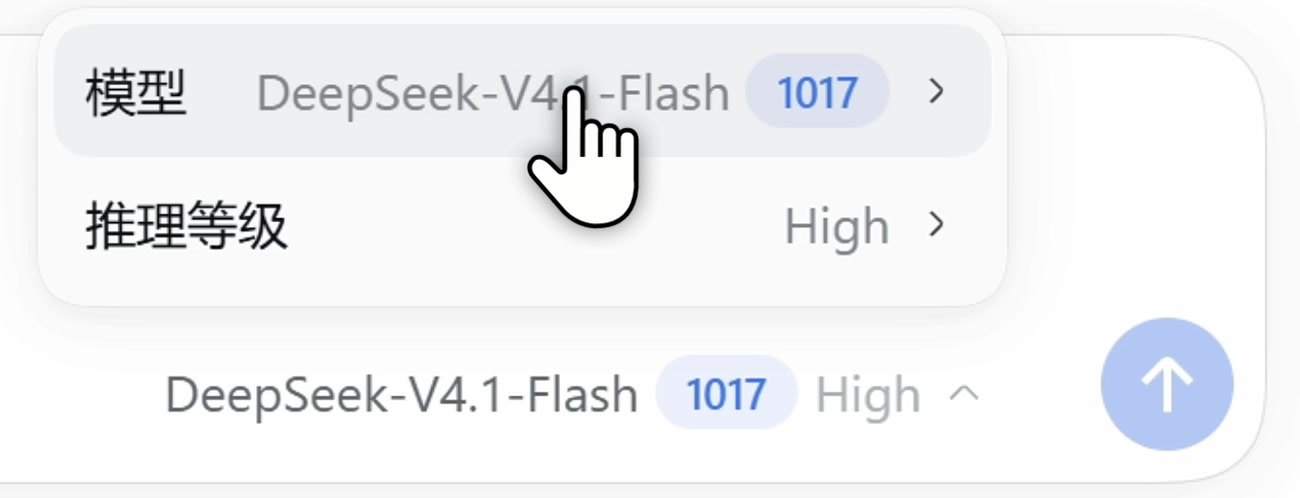 模型 DeepSeek-V4.1-Flash 1017
推理等级 High
DeepSeek-V4.1-Flash 1017 High